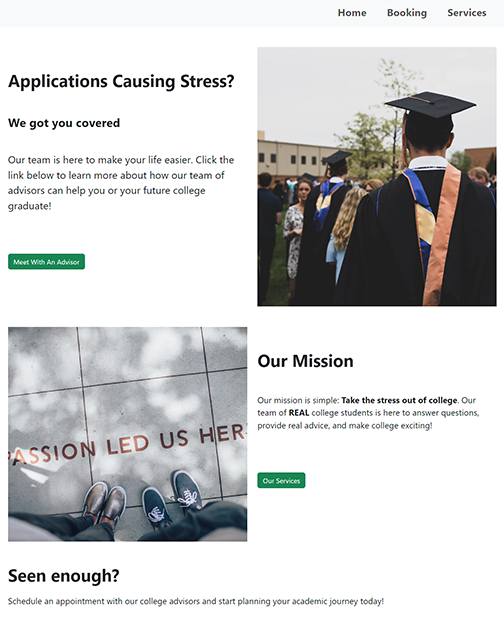 Home Booking Services
Applications Causing Stress?
We got you covered
Our team is here to make your life easier. Click the
link below to learn more about how our team of
advisors can help you or your future college
graduate!
Meet With An Advisor
PASSION LED US HER
Our Mission
Our mission is simple: Take the stress out of college. Our
team of REAL college students is here to answer questions,
provide real advice, and make college exciting!
Our Services
Seen enough?
Schedule an appointment with our college advisors and start planning your academic journey today!